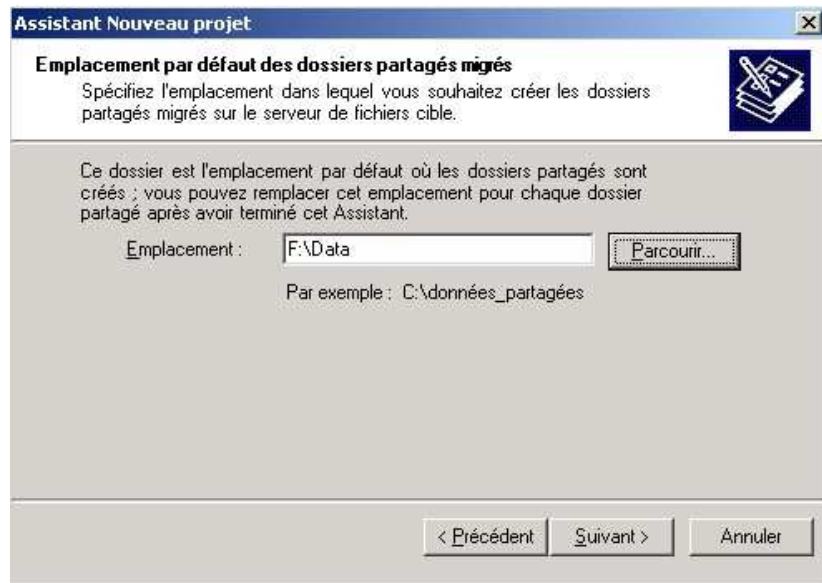 Assistant Nouveau projet
Emplacement par défaut des dossiers partagés migrés
Spécifiez l'emplacement dans lequel vous souhaitez créer les dossiers
partagés migrés sur le serveur de fichiers cible.
Ce dossier est l'emplacement par défaut où les dossiers partagés sont
créés ; vous pouvez remplacer cet emplacement pour chaque dossier
partagé après avoir terminé cet Assistant.
Emplacement : F:\Data Parcourir...
Par exemple : C:\données_partagées
< Précédent Suivant > Annuler